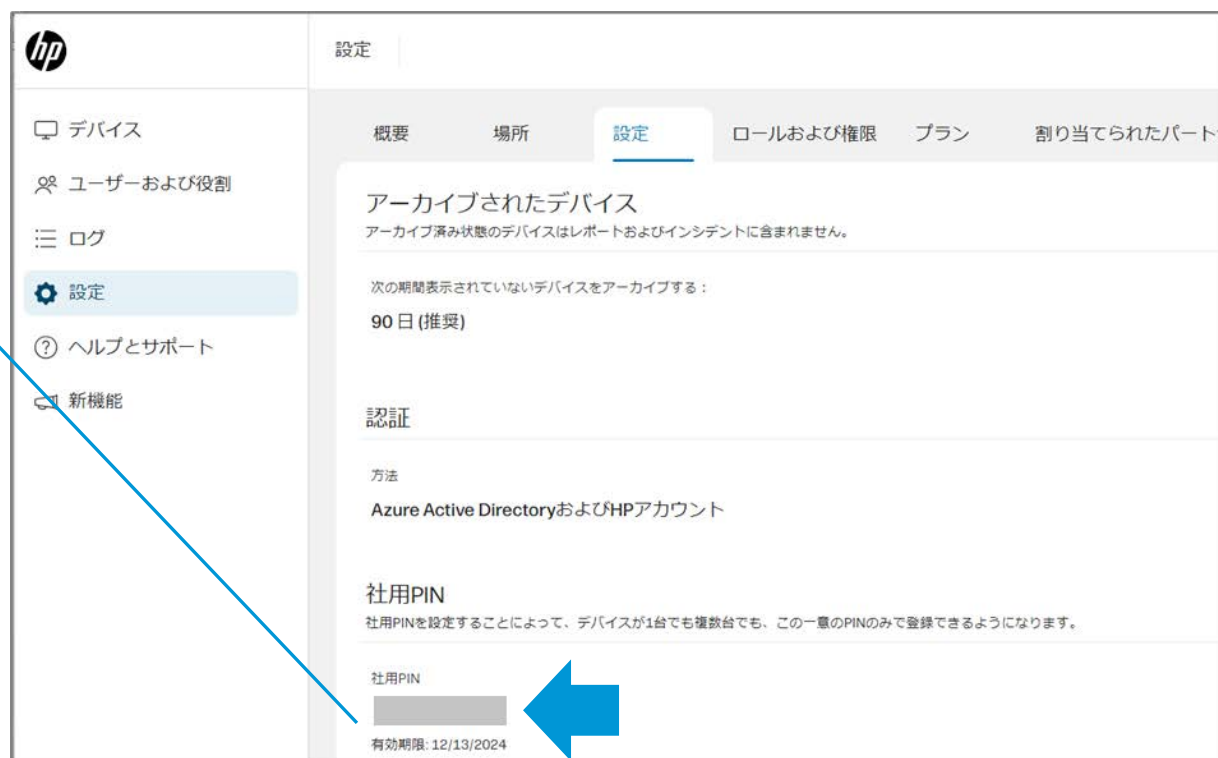 hp
設定
デバイス
ユーザーおよび役割
ログ
設定
ヘルプとサポート
新機能
概要 場所 設定 ロールおよび権限 プラン 割り当てられたパート
アーカイブされたデバイス
アーカイブ済み状態のデバイスはレポートおよびインシデントに含まれません。
次の期間表示されていないデバイスをアーカイブする：
90 日 (推奨)
認証
方法
Azure Active DirectoryおよびHPアカウント
社用PIN
社用PINを設定することによって、デバイスが1台でも複数台でも、この一意のPINのみで登録できるようになります。
社用PIN
有効期限: 12/13/2024